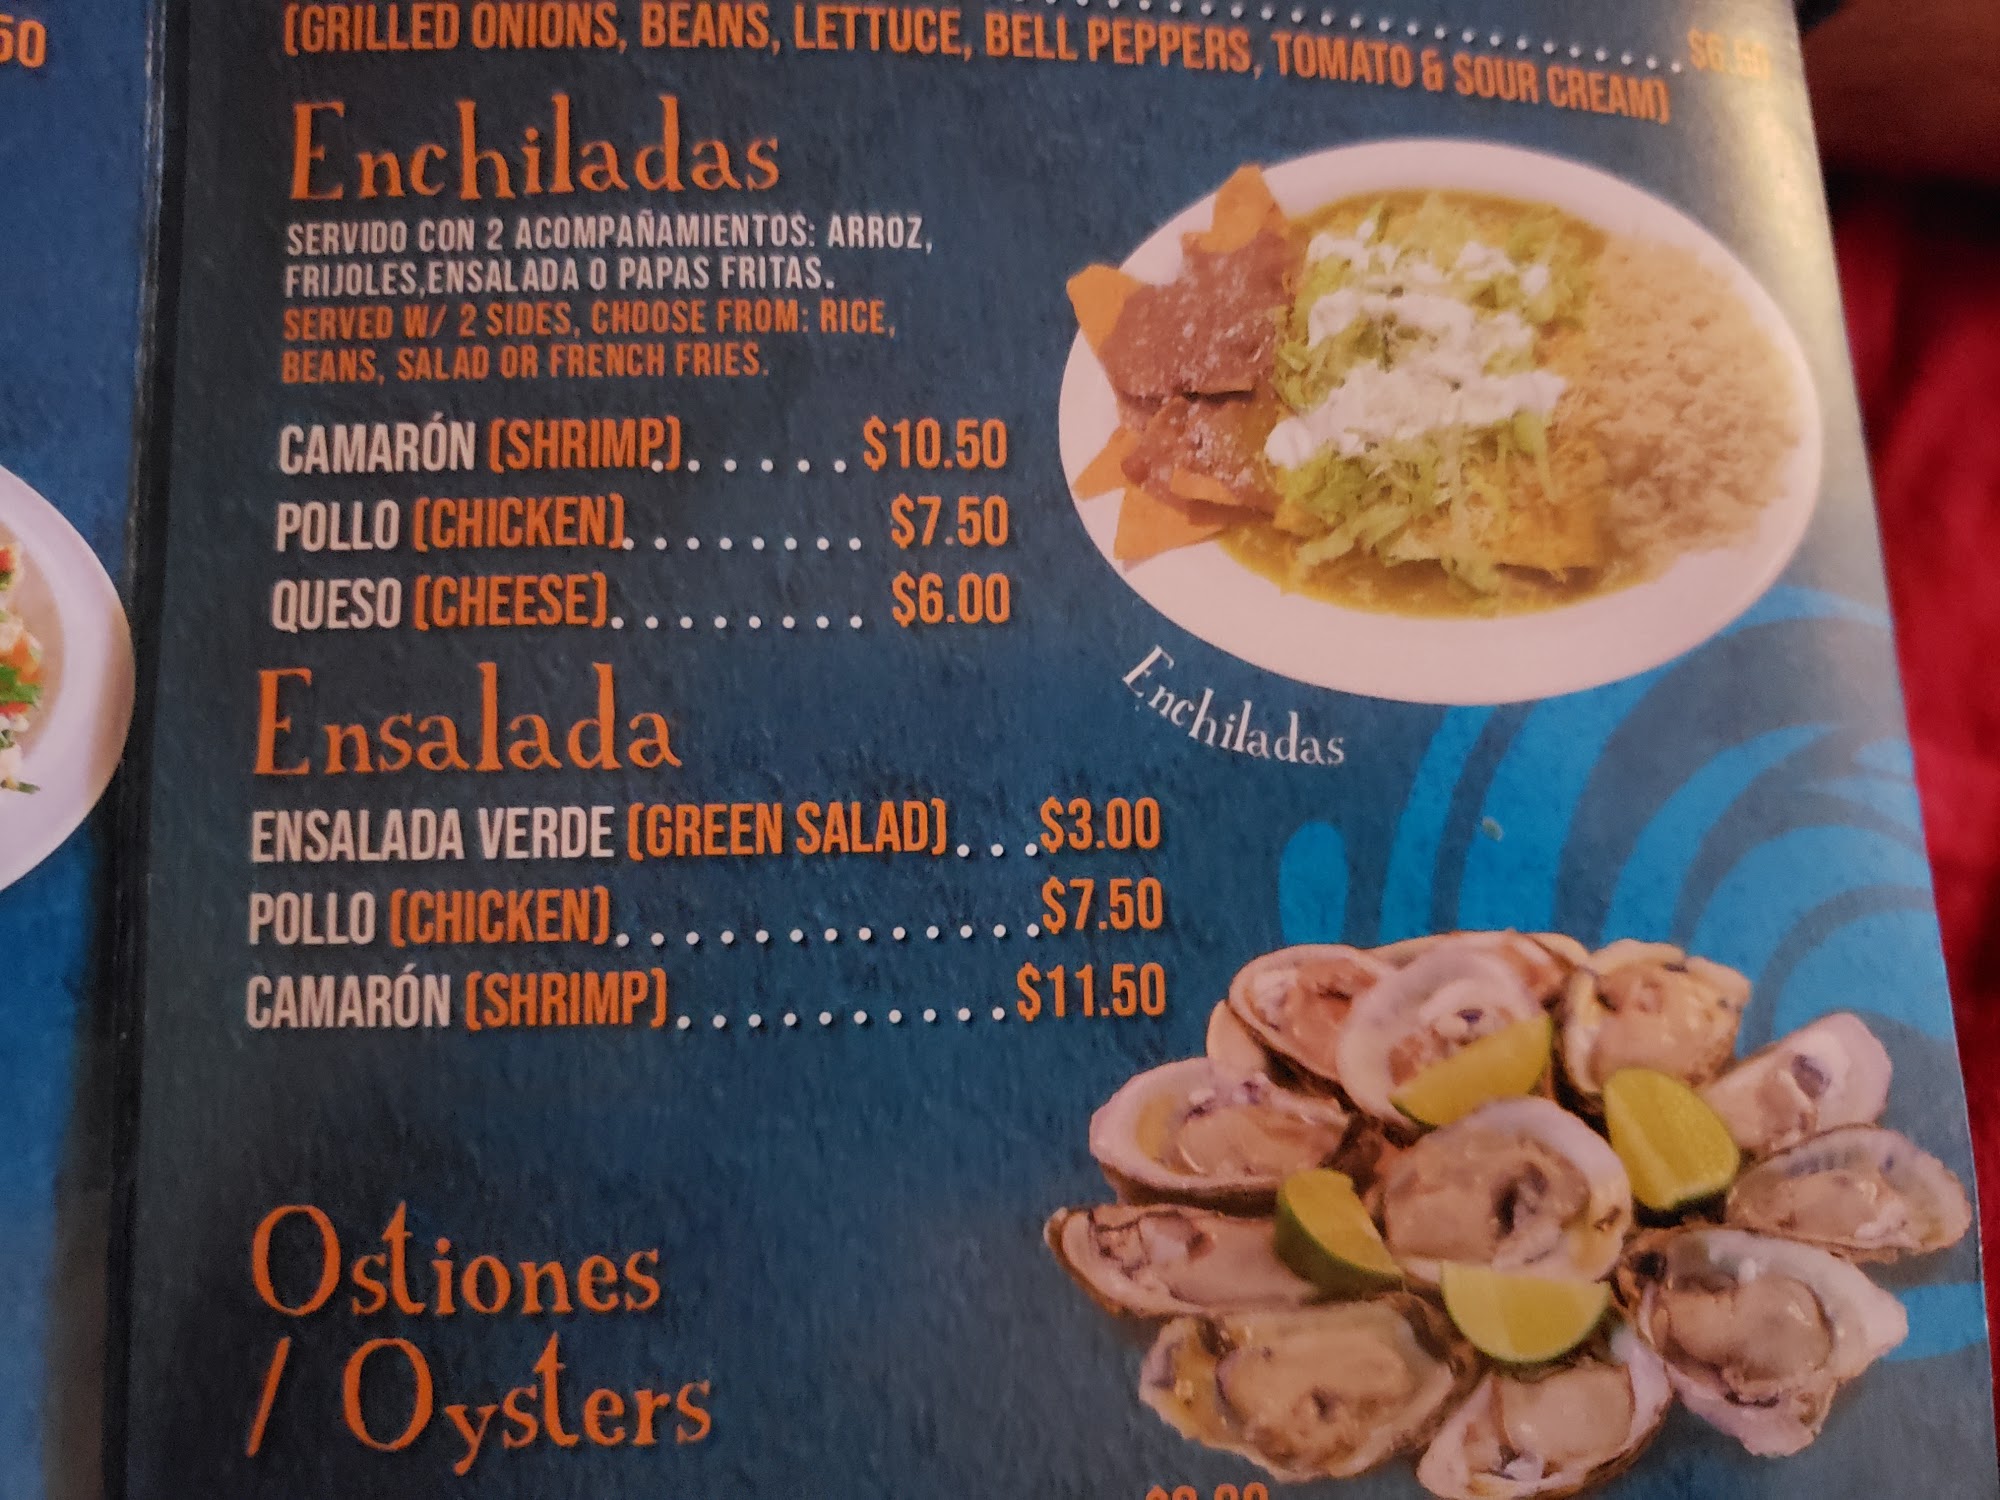 $6.50
(GRILLED ONIONS, BEANS, LETTUCE, BELL PEPPERS, TOMATO & SOUR CREAM)
Enchiladas
SERVIDO CON 2 ACOMPAÑAMIENTOS: ARROZ,
FRIJOLES,ENSALADA O PAPAS FRITAS.
SERVED W/ 2 SIDES, CHOOSE FROM: RICE,
BEANS, SALAD OR FRENCH FRIES.
CAMARÓN (SHRIMP)...... $10.50
POLLO (CHICKEN)......... $7.50
QUESO (CHEESE)......... $6.00
Enchiladas
Ensalada
ENSALADA VERDE (GREEN SALAD)...$3.00
POLLO (CHICKEN)..............$7.50
CAMARÓN (SHRIMP)...........$11.50
Ostiones
/ Oysters